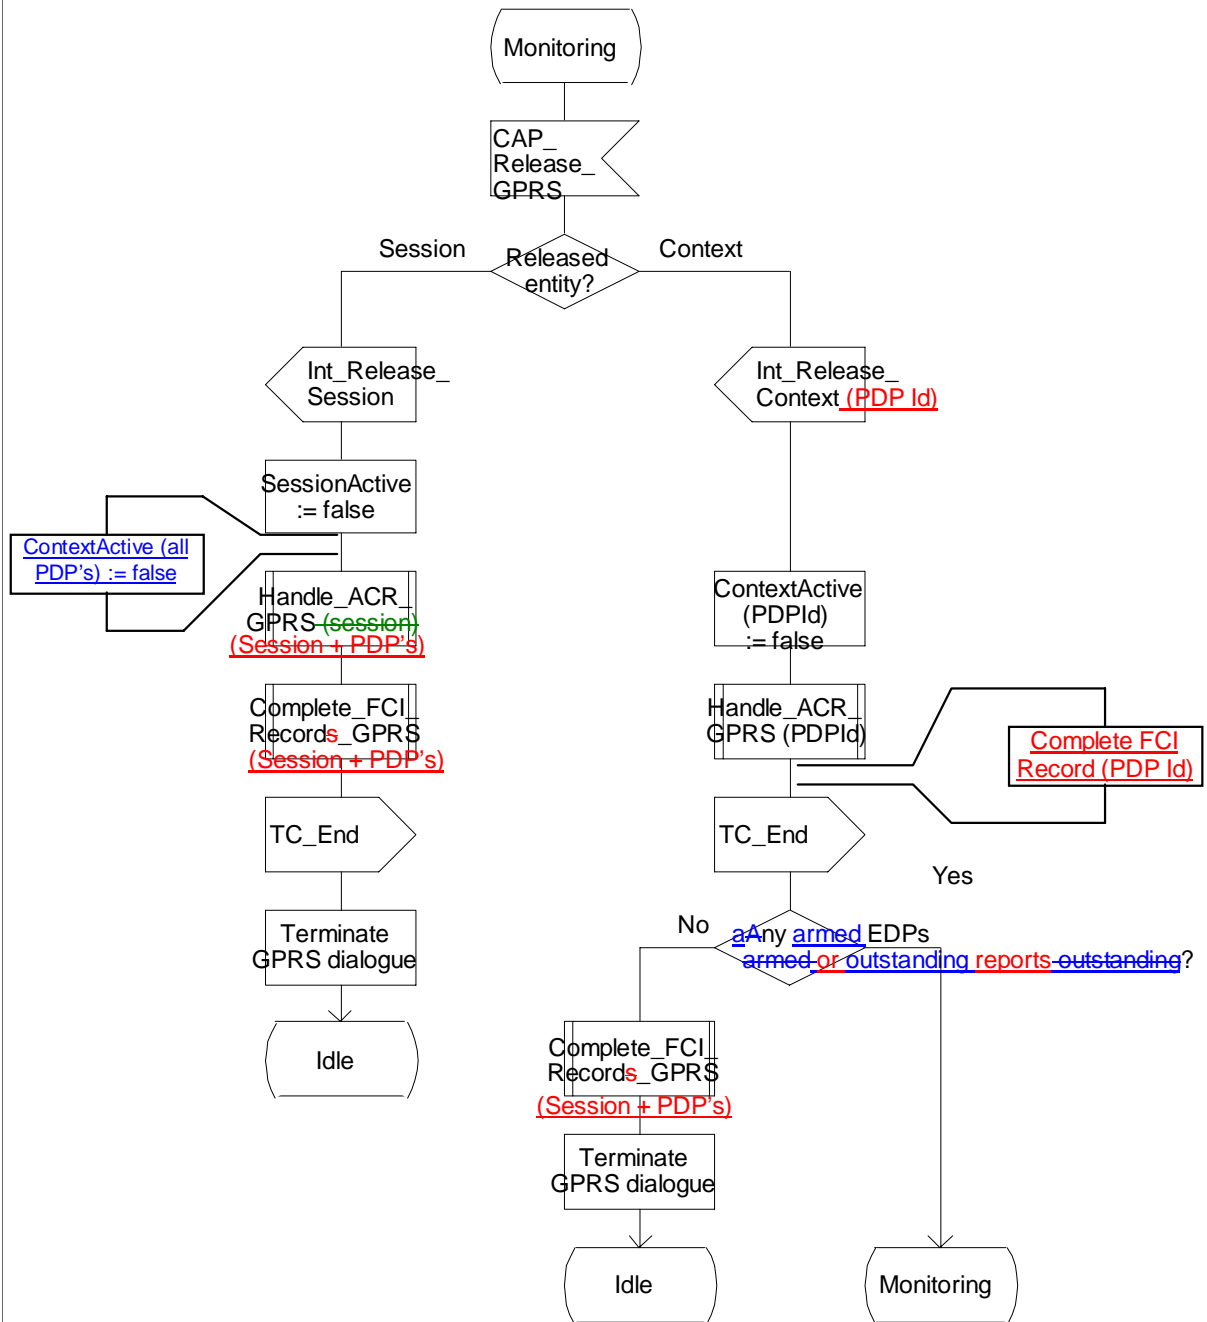 Monitoring
CAP_
Release_
GPRS
Session
Released
entity?
Context
Int_Release_
Session
Int_Release_
Context (PDP Id)
SessionActive
:= false
ContextActive (all
PDP's) := false
Handle_ACR_
GPRS (session)
(Session + PDP's)
ContextActive
(PDPId)
:= false
Complete_FCI_
Records_GPRS
(Session + PDP's)
Handle_ACR_
GPRS (PDPId)
Complete FCI
Record (PDP Id)
TC_End
TC_End
Yes
No
aAny armed EDPs
armed or outstanding reports outstanding?
Terminate
GPRS dialogue
Idle
Complete_FCI_
Records_GPRS
(Session + PDP's)
Terminate
GPRS dialogue
Idle
Monitoring